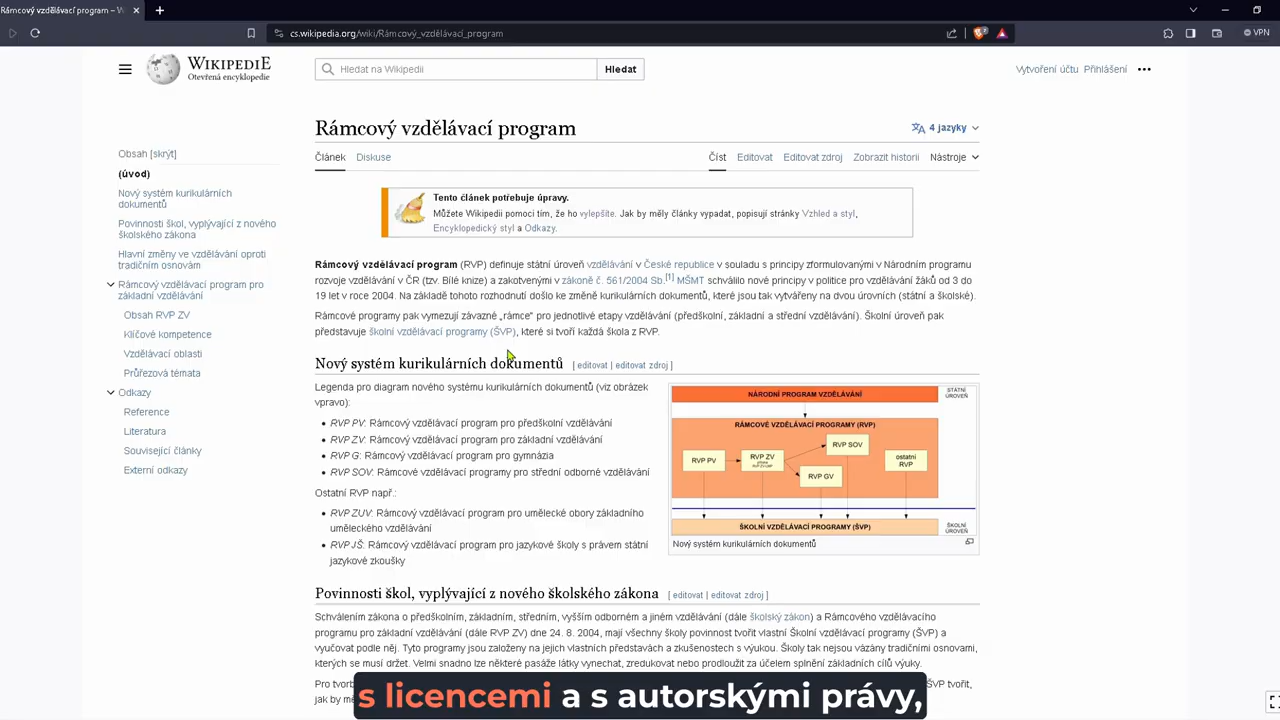 Rámcový vzdělávací program – W
cs.wikipedia.org/wiki/Rámcový_vzdělávací_program
VPN
WIKIPEDIE
Otevřená encyklopedie
Hledat na Wikipedii
Hledat
Vytvoření účtu Přihlášení
Rámcový vzdělávací program
4 jazyky
Článek Diskuse
Číst Editovat Editovat zdroj Zobrazit historii Nástroje
Obsah [skrýt]
(úvod)
Nový systém kurikulárních
dokumentů
Povinnosti škol, vyplývající z nového
školského zákona
Hlavní změny ve vzdělávání oproti
tradičním osnovám
Rámcový vzdělávací program pro
základní vzdělávání
Obsah RVP ZV
Klíčové kompetence
Vzdělávací oblasti
Průřezová témata
Odkazy
Reference
Literatura
Související články
Externí odkazy
Tento článek potřebuje úpravy.
Můžete Wikipedii pomoci tím, že ho vylepšíte. Jak by měly články vypadat, popisují stránky Vzhled a styl,
Encyklopedický styl a Odkazy.
Rámcový vzdělávací program (RVP) definuje státní úroveň vzdělávání v České republice v souladu s principy zformulovanými v Národním programu
rozvoje vzdělávání v ČR (tzv. Bílé knize) a zakotvenými v zákoně č. 561/2004 Sb.[1] MŠMT schválilo nové principy v politice pro vzdělávání žáků od 3 do
19 let v roce 2004. Na základě tohoto rozhodnutí došlo ke změně kurikulárních dokumentů, které jsou tak vytvářeny na dvou úrovních (státní a školské).
Rámcové programy pak vymezují závazné „rámce" pro jednotlivé etapy vzdělávání (předškolní, základní a střední vzdělávání). Školní úroveň pak
představuje školní vzdělávací programy (ŠVP), které si tvoří každá škola z RVP.
Nový systém kurikulárních dokumentů [ editovat | editovat zdroj ]
Legenda pro diagram nového systému kurikulárních dokumentů (viz obrázek
vpravo):
• RVP PV: Rámcový vzdělávací program pro předškolní vzdělávání
• RVP ZV: Rámcový vzdělávací program pro základní vzdělávání
• RVP G: Rámcový vzdělávací program pro gymnázia
• RVP SOV: Rámcové vzdělávací programy pro střední odborné vzdělávání
Ostatní RVP např.:
• RVP ZUV: Rámcový vzdělávací program pro umělecké obory základního
uměleckého vzdělávání
• RVP JŠ: Rámcový vzdělávací program pro jazykové školy s právem státní
jazykové zkoušky
NÁRODNÍ PROGRAM VZDĚLÁVÁNÍ
STÁTNÍ
ÚROVEŇ
RÁMCOVÉ VZDĚLÁVACÍ PROGRAMY (RVP)
RVP SOV
RVP PV
RVP ZV
ostatní
RVP
RVP GV
ŠKOLNÍ VZDĚLÁVACÍ PROGRAMY (ŠVP)
ŠKOLNÍ
ÚROVEŇ
Nový systém kurikulárních dokumentů
Povinnosti škol, vyplývající z nového školského zákona [ editovat | editovat zdroj ]
Schválením zákona o předškolním, základním, středním, vyšším odborném a jiném vzdělávání (dále školský zákon) a Rámcového vzdělávacího
programu pro základní vzdělávání (dále RVP ZV) dne 24. 8. 2004, mají všechny školy povinnost tvořit vlastní Školní vzdělávací programy (ŠVP) a
vyučovat podle nej. Tyto programy jsou založeny na jejich vlastních představách a zkušenostech s výukou. Školy tak nejsou vázány tradičními osnovami,
kterých se musí držet. Velmi snadno lze některé pasáže látky vynechat, zredukovat nebo prodloužit za účelem splnění základních cílů výuky.
Pro tvorb
ŠVP tvořit,
jak by mě
s licencemi a s autorskými právy,